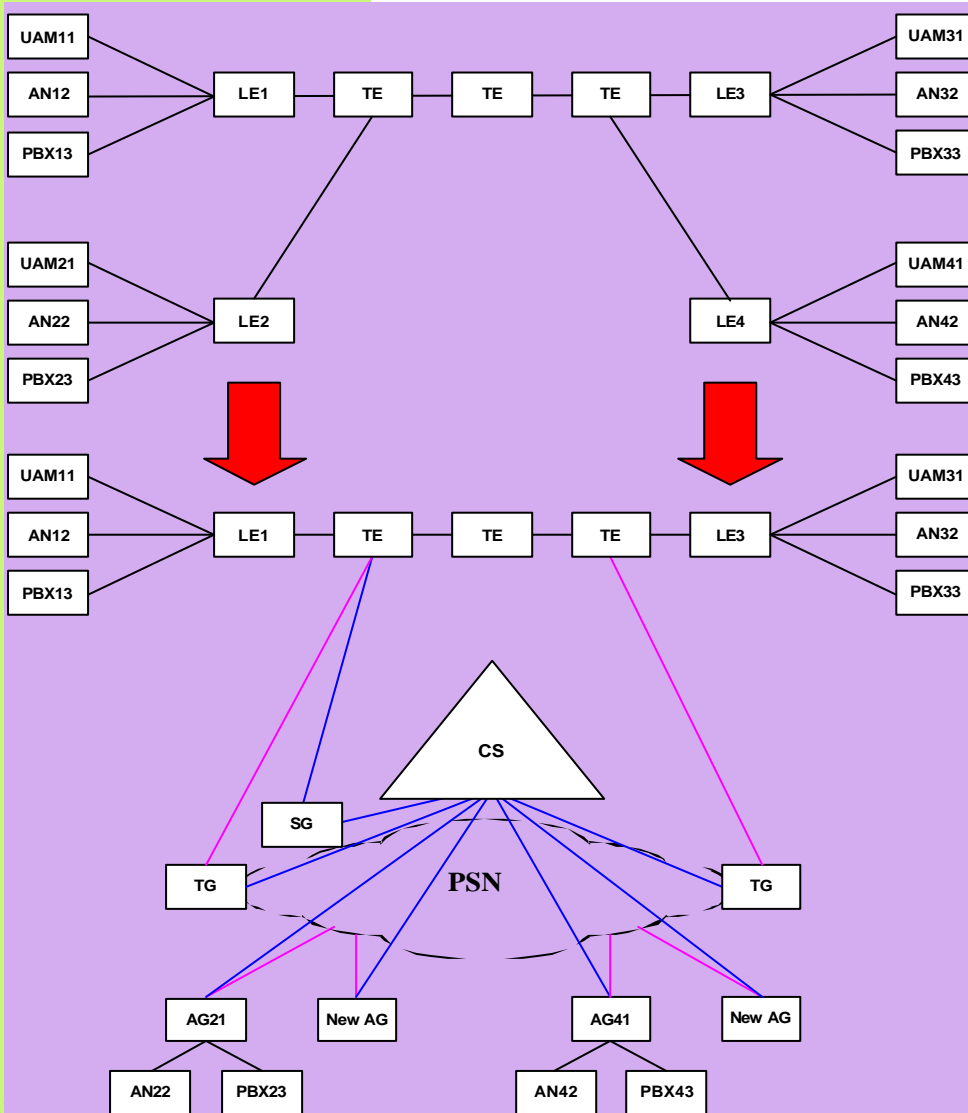 UAM11
UAM31
AN12
LE1
TE
TE
TE
LE3
AN32
PBX13
PBX33
UAM21
UAM41
AN22
LE2
LE4
AN42
PBX23
PBX43
UAM11
UAM31
AN12
LE1
TE
TE
TE
LE3
AN32
PBX13
PBX33
CS
SG
TG
PSN
TG
AG21
New AG
AG41
New AG
AN22
PBX23
AN42
PBX43